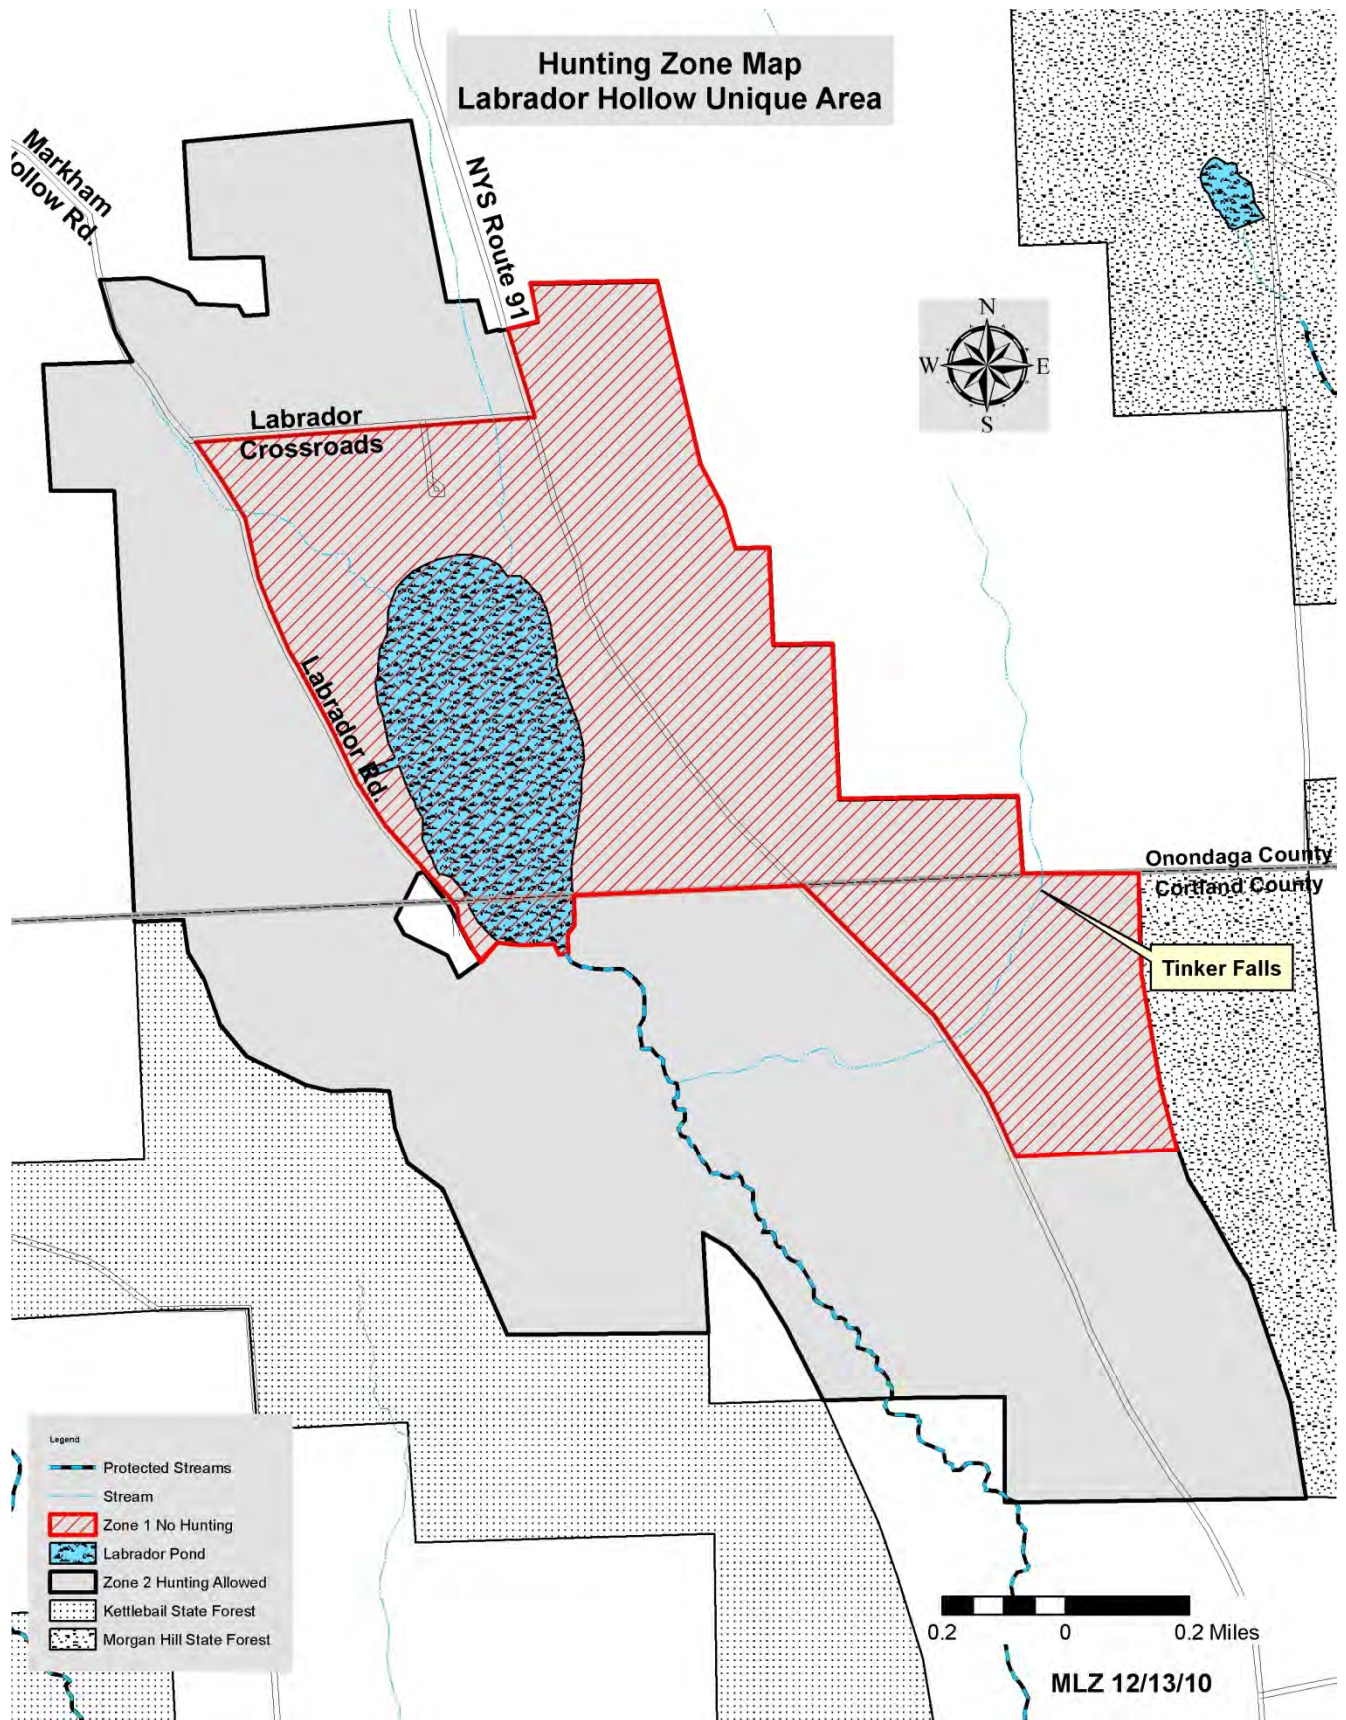 Hunting Zone Map
Labrador Hollow Unique Area
Markham
ollow Rd.
NYS Route 91
N
W
E
S
Labrador
Crossroads
Labrador Rd.
Onondaga County
Cortland County
Tinker Falls
Legend
Protected Streams
Stream
Zone 1 No Hunting
Labrador Pond
Zone 2 Hunting Allowed
Kettlebail State Forest
Morgan Hill State Forest
0.2 0 0.2 Miles
MLZ 12/13/10